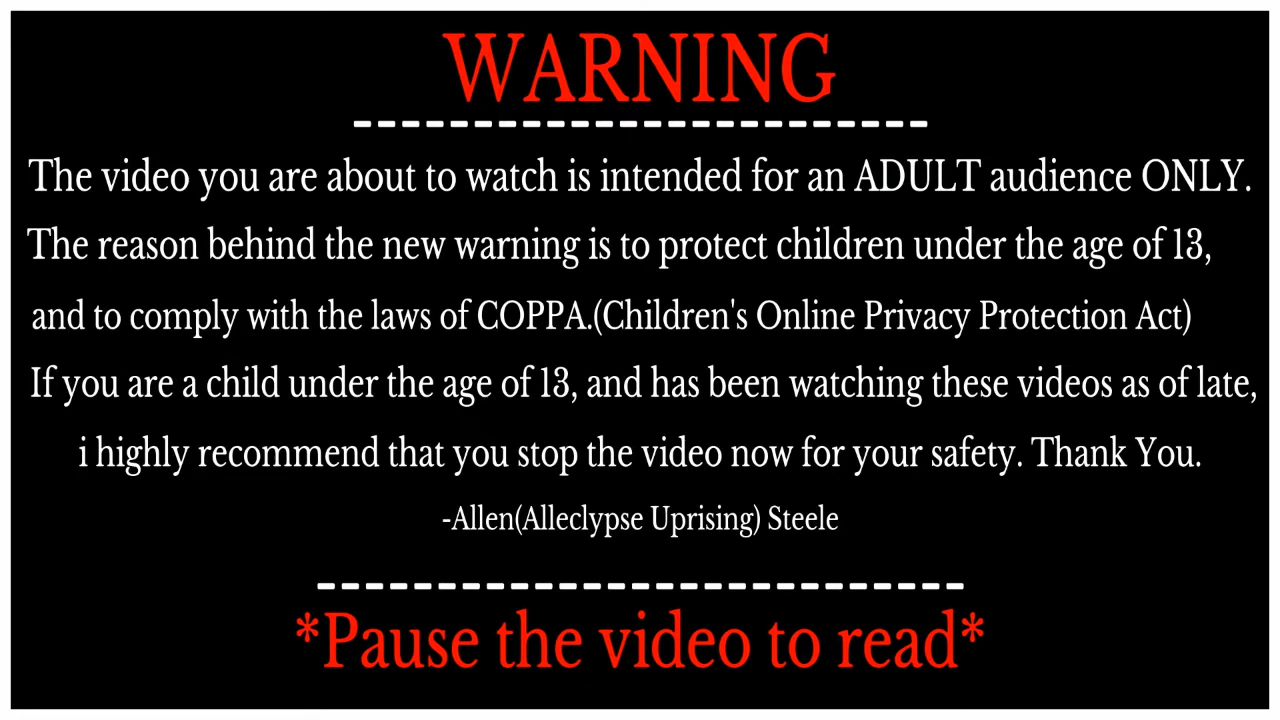 WARNING
-------------------------
The video you are about to watch is intended for an ADULT audience ONLY.
The reason behind the new warning is to protect children under the age of 13,
and to comply with the laws of COPPA.(Children's Online Privacy Protection Act)
If you are a child under the age of 13, and has been watching these videos as of late,
i highly recommend that you stop the video now for your safety. Thank You.
-Allen(Alleclypse Uprising) Steele
---------------------------
*Pause the video to read*